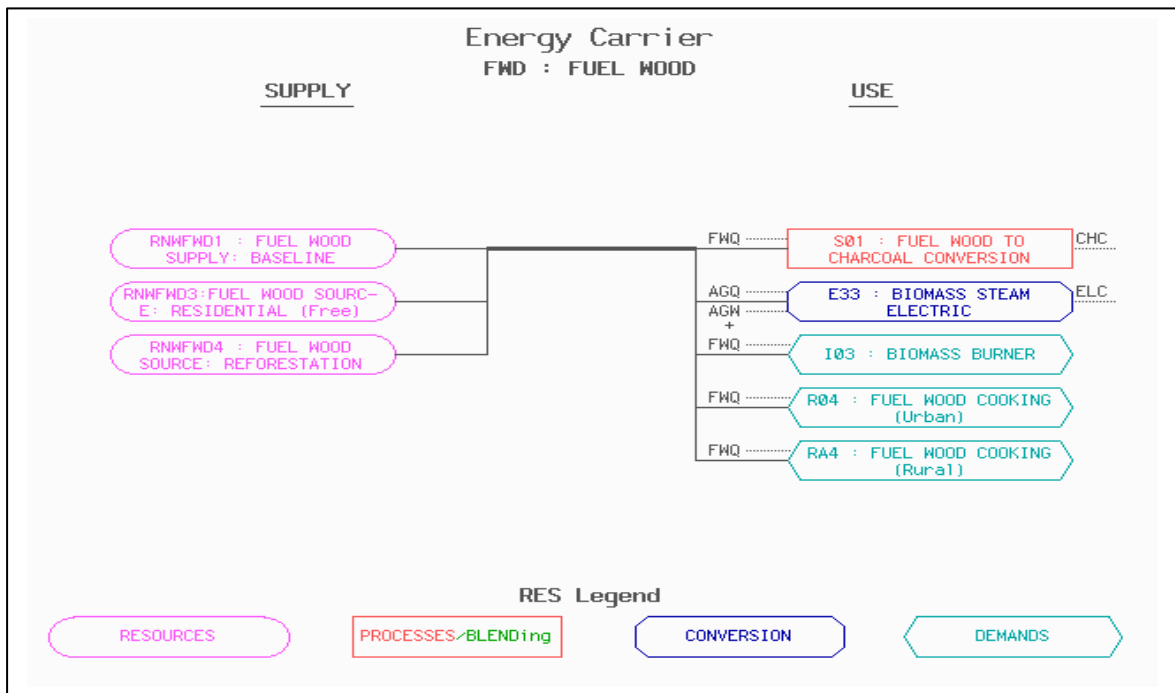 Energy Carrier
FWD : FUEL WOOD
SUPPLY
USE
RNWFWD1 : FUEL WOOD
SUPPLY: BASELINE
RNWFWD3:FUEL WOOD SOURC-
E: RESIDENTIAL (Free)
RNWFWD4 : FUEL WOOD
SOURCE: REFORESTATION
FWQ
S01 : FUEL WOOD TO
CHARCOAL CONVERSION
CHC
AGQ
AGW
+
E33 : BIOMASS STEAM
ELECTRIC
ELC
FWQ
I03 : BIOMASS BURNER
FWQ
R04 : FUEL WOOD COOKING
(Urban)
FWQ
RA4 : FUEL WOOD COOKING
(Rural)
RES Legend
RESOURCES
PROCESSES/BLENDing
CONVERSION
DEMANDS